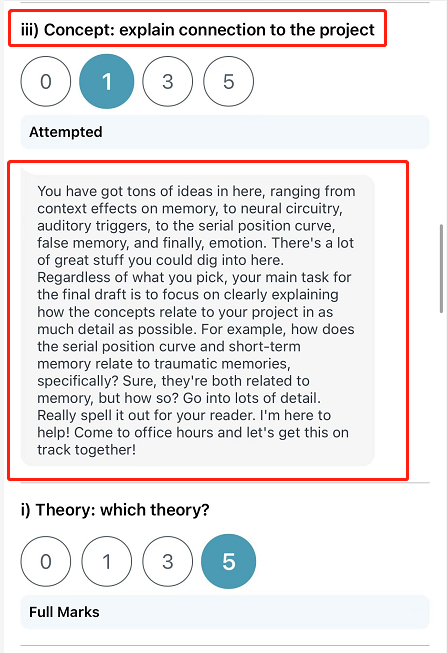 iii) Concept: explain connection to the project
0 1 3 5
Attempted
You have got tons of ideas in here, ranging from
context effects on memory, to neural circuitry,
auditory triggers, to the serial position curve,
false memory, and finally, emotion. There's a lot
of great stuff you could dig into here.
Regardless of what you pick, your main task for
the final draft is to focus on clearly explaining
how the concepts relate to your project in as
much detail as possible. For example, how does
the serial position curve and short-term
memory relate to traumatic memories,
specifically? Sure, they're both related to
memory, but how so? Go into lots of detail.
Really spell it out for your reader. I'm here to
help! Come to office hours and let's get this on
track together!
i) Theory: which theory?
0 1 3 5
Full Marks